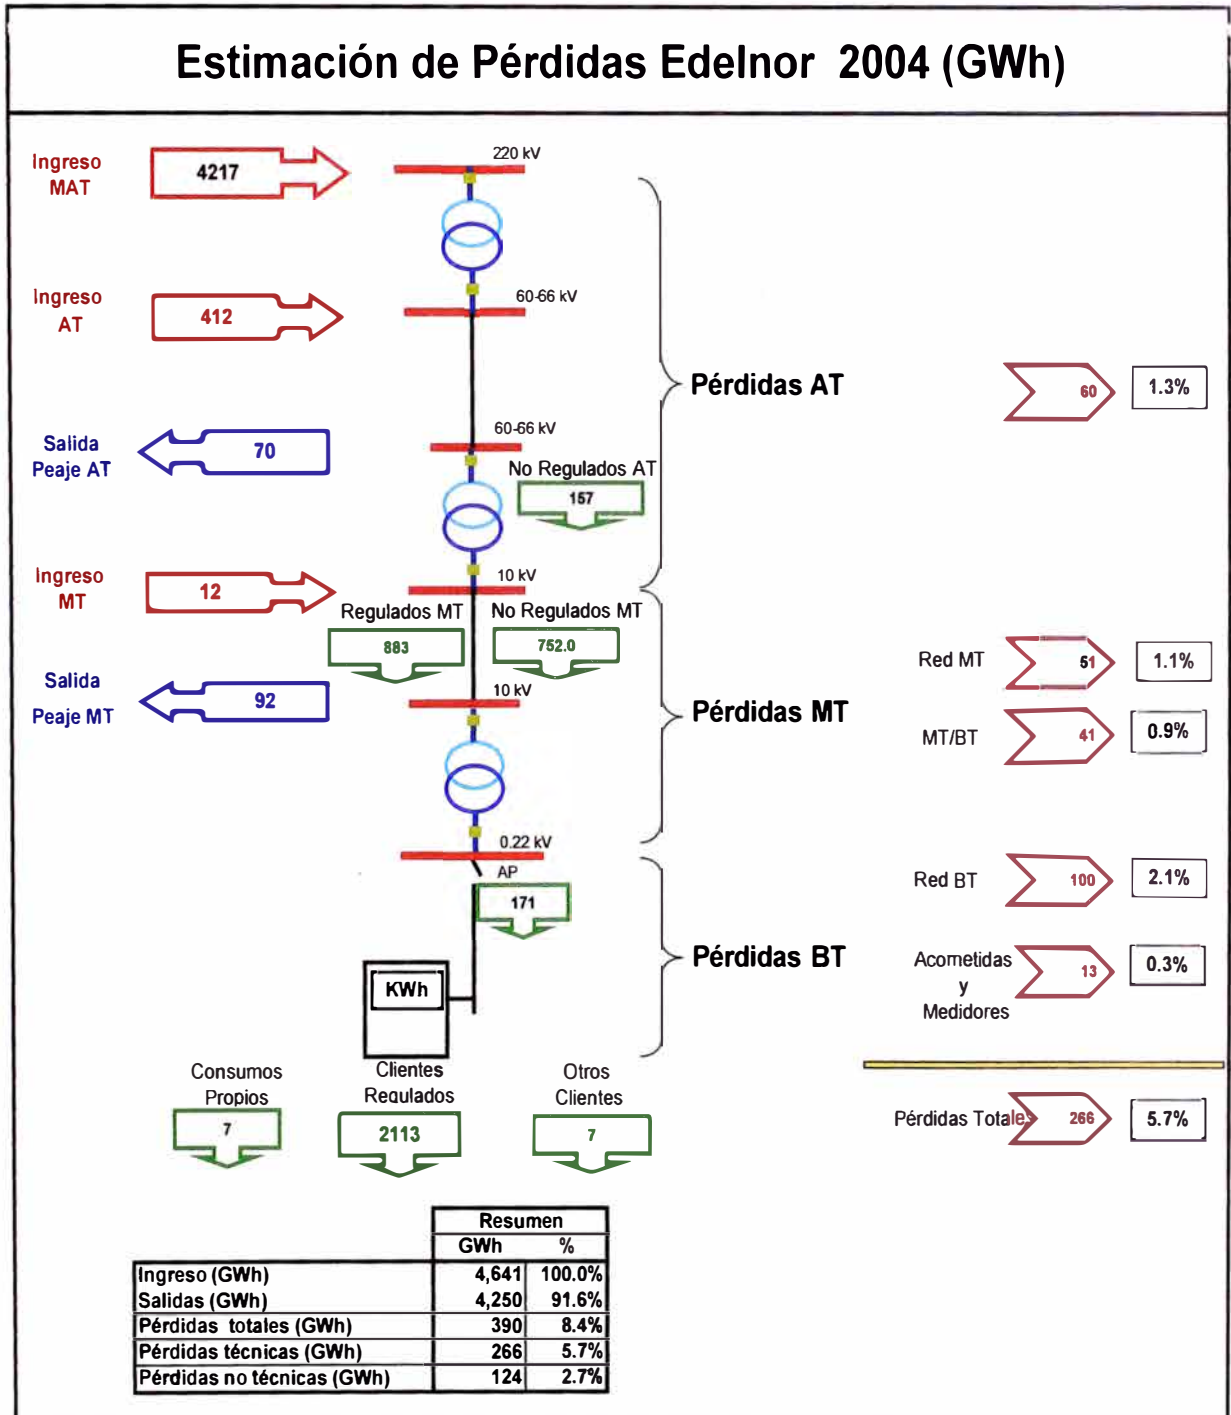 Estimación de Pérdidas Edelnor 2004 (GWh)
Ingreso
MAT
4217
220 kV
Ingreso
AT
412
60-66 kV
Pérdidas AT
60
1.3%
Salida
Peaje AT
70
60-66 kV
No Regulados AT
157
Ingreso
MT
12
10 kV
Regulados MT
No Regulados MT
883
752.0
Salida
Peaje MT
92
10 kV
Pérdidas MT
Red MT
51
1.1%
MT/BT
41
0.9%
0.22 kV
AP
171
Red BT
100
2.1%
Pérdidas BT
Acometidas
y
Medidores
13
0.3%
KWh
Consumos
Propios
7
Clientes
Regulados
2113
Otros
Clientes
7
Pérdidas Totales
266
5.7%
Resumen
GWh %
Ingreso (GWh) 4,641 100.0%
Salidas (GWh) 4,250 91.6%
Pérdidas totales (GWh) 390 8.4%
Pérdidas técnicas (GWh) 266 5.7%
Pérdidas no técnicas (GWh) 124 2.7%